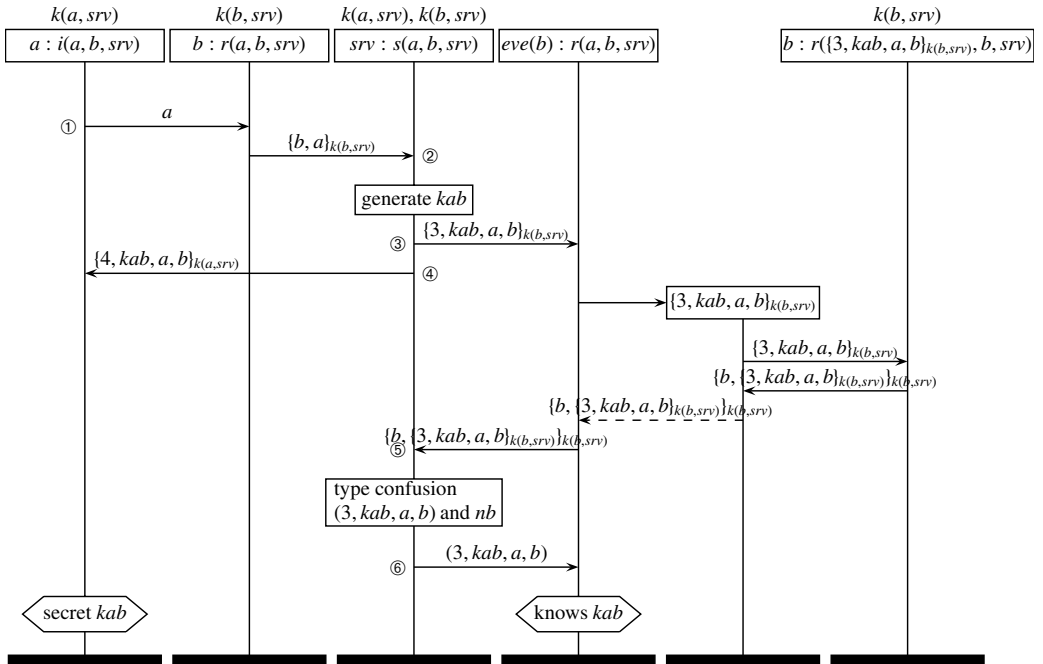 k(a, srv) k(b, srv) k(a, srv), k(b, srv) k(b, srv)
a : i(a, b, srv) b : r(a, b, srv) srv : s(a, b, srv) eve(b) : r(a, b, srv) b : r({3, kab, a, b}k(b,srv), b, srv)
① a
{b, a}k(b,srv) ②
generate kab
③ {3, kab, a, b}k(b,srv)
{4, kab, a, b}k(a,srv) ④
{3, kab, a, b}k(b,srv)
{3, kab, a, b}k(b,srv)
{b, {3, kab, a, b}k(b,srv)}k(b,srv)
{b, {3, kab, a, b}k(b,srv)}k(b,srv)
{b, {3, kab, a, b}k(b,srv)}k(b,srv)
⑤
type confusion
(3, kab, a, b) and nb
⑥ (3, kab, a, b)
secret kab knows kab